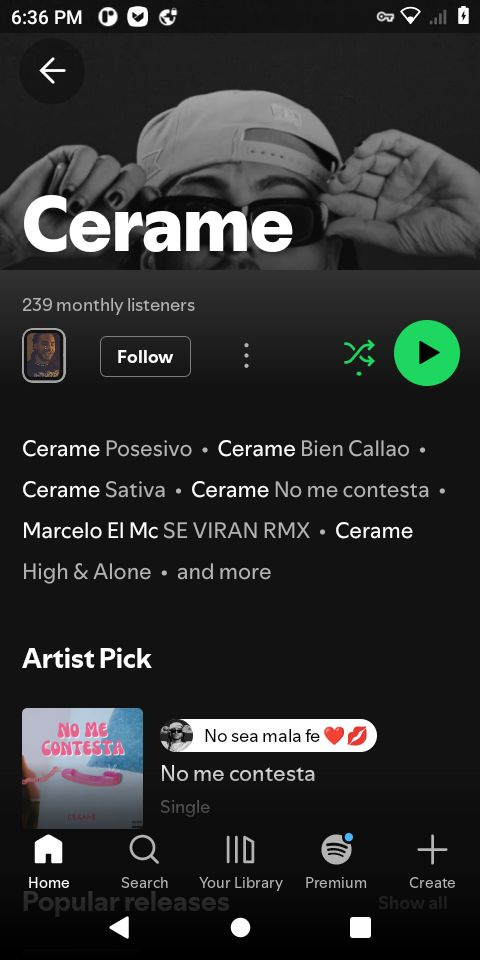 6:36 PM
Cerame
239 monthly listeners
Follow
Cerame Posesivo • Cerame Bien Callao •
Cerame Sativa • Cerame No me contesta •
Marcelo El Mc SE VIRAN RMX • Cerame
High & Alone • and more
Artist Pick
NO ME
CONTESTA
CERAME
No sea mala fe ❤️💋
No me contesta
Single
Home
Search
Your Library
Premium
Create
Popular releases
Show all